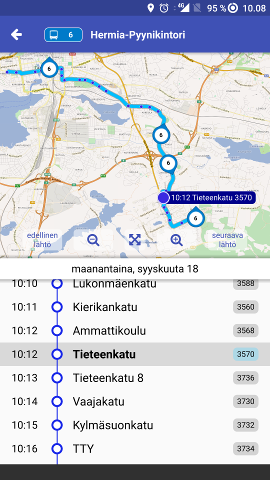 4G 95 % 10.08
6 Hermia-Pyynikintori
6
6
6
10:12 Tieteenkatu 3570
6
edellinen
lähtö
seuraava
lähtö
maanantaina, syyskuuta 18
10:10 Lukonmäenkatu 3588
10:11 Kierikankatu 3560
10:12 Ammattikoulu 3568
10:12 Tieteenkatu 3570
10:13 Tieteenkatu 8 3736
10:14 Vaajakatu 3730
10:15 Kylmäsuonkatu 3732
10:16 TTY 3734